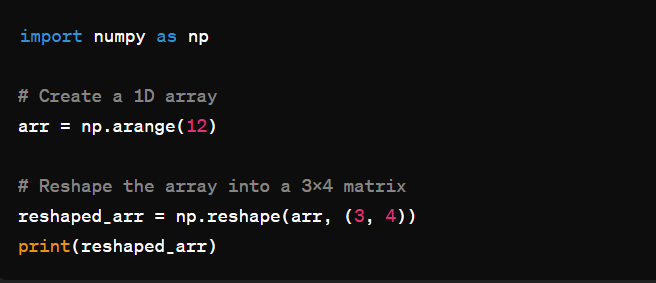 import numpy as np
# Create a 1D array
arr = np.arange(12)
# Reshape the array into a 3×4 matrix
reshaped_arr = np.reshape(arr, (3, 4))
print(reshaped_arr)